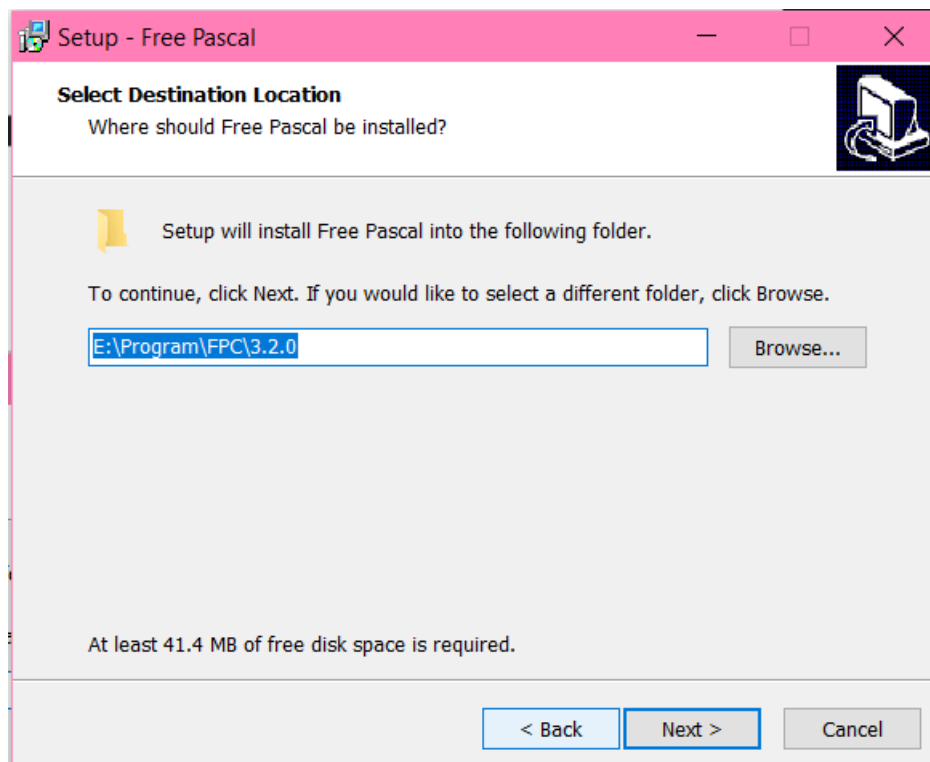 Setup - Free Pascal
Select Destination Location
Where should Free Pascal be installed?
Setup will install Free Pascal into the following folder.
To continue, click Next. If you would like to select a different folder, click Browse.
E:\Program\FPC\3.2.0
Browse...
At least 41.4 MB of free disk space is required.
< Back
Next >
Cancel